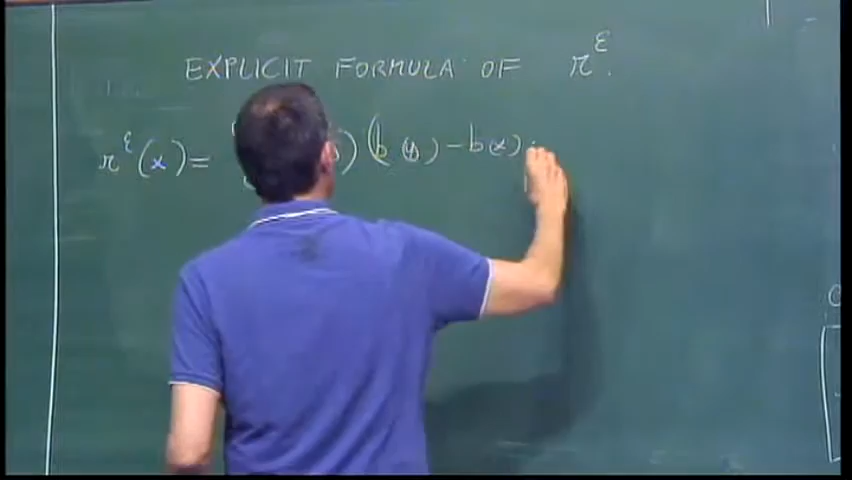 EXPLICIT FORMULA OF r^ε.
r^ε(x) = ) (b(y) - b(x)